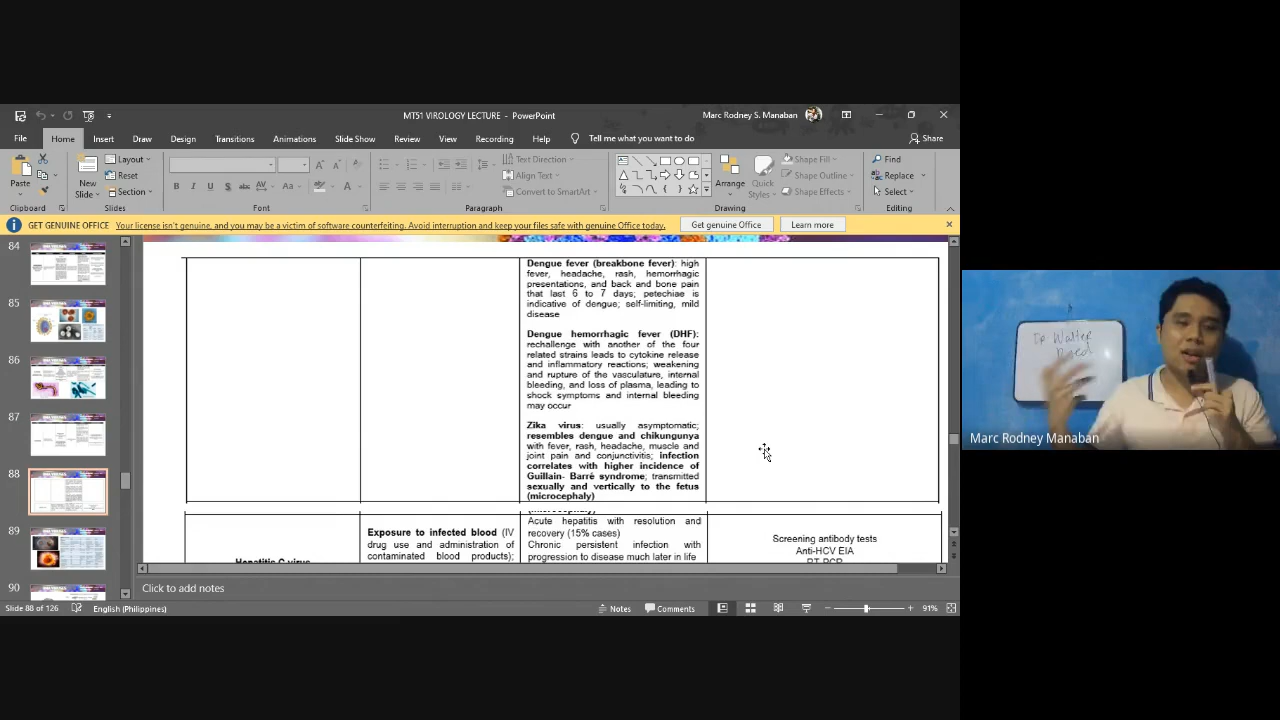 MT51 VIROLOGY LECTURE - PowerPoint
Marc Rodney S. Manaban
File Home Insert Draw Design Transitions Animations Slide Show Review View Recording Help Tell me what you want to do
Share
Paste
Clipboard
New
Slide
Layout
Reset
Section
Slides
Font
Text Direction
Align Text
Convert to SmartArt
Paragraph
Arrange
Quick
Styles
Shape Fill
Shape Outline
Shape Effects
Drawing
Find
Replace
Select
Editing
GET GENUINE OFFICE Your license isn't genuine, and you may be a victim of software counterfeiting. Avoid interruption and keep your files safe with genuine Office today. Get genuine Office Learn more
84
85
86
87
88
89
90
Dengue fever (breakbone fever): high
fever, headache, rash, hemorrhagic
presentations, and back and bone pain
that last 6 to 7 days; petechiae is
indicative of dengue; self-limiting, mild
disease
Dengue hemorrhagic fever (DHF):
rechallenge with another of the four
related strains leads to cytokine release
and inflammatory reactions; weakening
and rupture of the vasculature, internal
bleeding, and loss of plasma, leading to
shock symptoms and internal bleeding
may occur
Zika virus: usually asymptomatic;
resembles dengue and chikungunya
with fever, rash, headache, muscle and
joint pain and conjunctivitis; infection
correlates with higher incidence of
Guillain- Barré syndrome; transmitted
sexually and vertically to the fetus
(microcephaly)
Hepatitis C virus
Exposure to infected blood (IV
drug use and administration of
contaminated blood products);
Acute hepatitis with resolution and
recovery (15% cases)
Chronic persistent infection with
progression to disease much later in life
Screening antibody tests
Anti-HCV EIA
RT-PCR
Click to add notes
Slide 88 of 126 English (Philippines) Notes Comments 91%
Walter
Marc Rodney Manaban